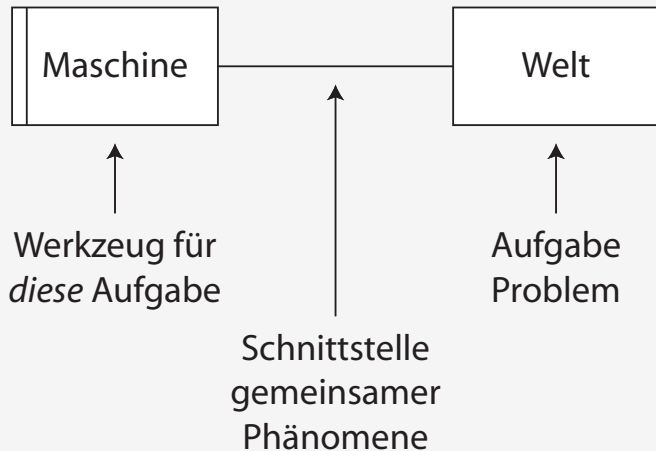 Maschine
Welt
Werkzeug für
diese Aufgabe
Aufgabe
Problem
Schnittstelle
gemeinsamer
Phänomene